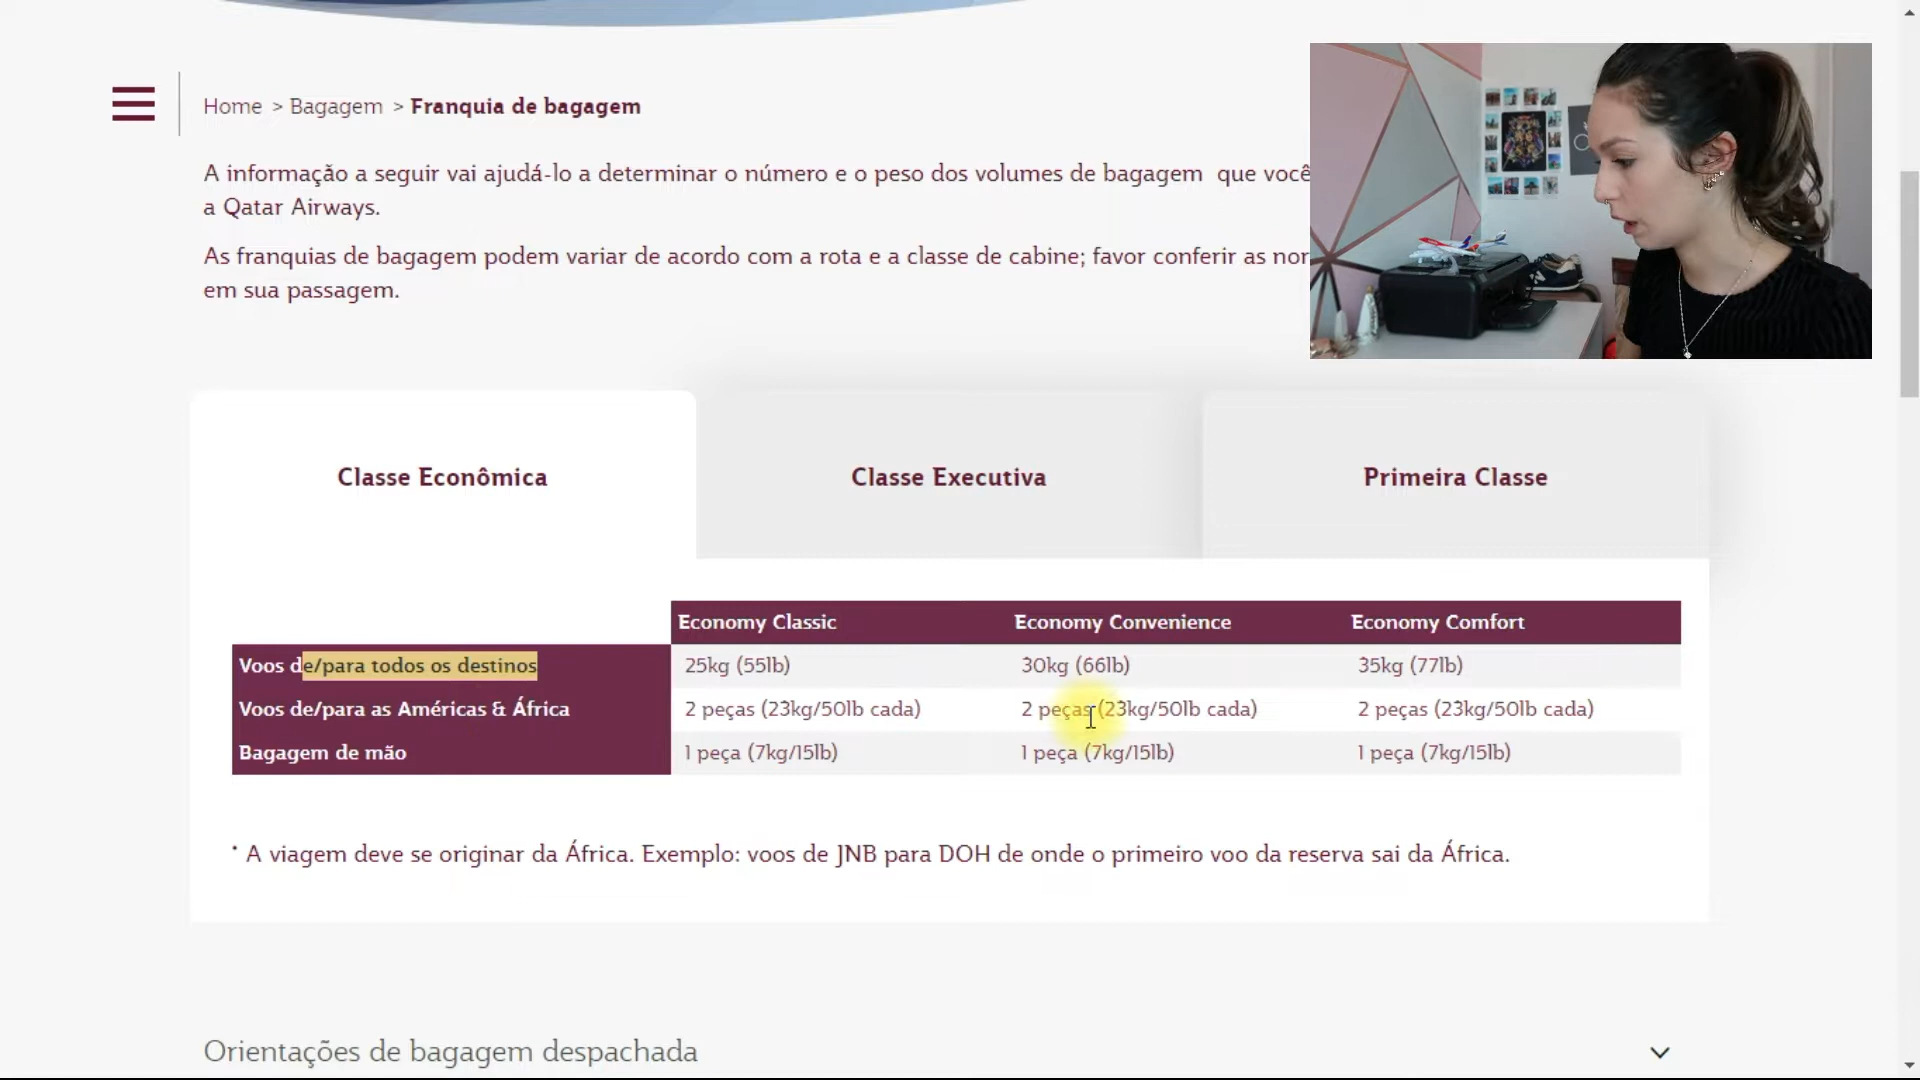 Home > Bagagem > Franquia de bagagem
A informação a seguir vai ajudá-lo a determinar o número e o peso dos volumes de bagagem que você
a Qatar Airways.
As franquias de bagagem podem variar de acordo com a rota e a classe de cabine; favor conferir as nor
em sua passagem.
Classe Econômica
Classe Executiva
Primeira Classe
Economy Classic Economy Convenience Economy Comfort
Voos de/para todos os destinos 25kg (55lb) 30kg (66lb) 35kg (77lb)
Voos de/para as Américas & África 2 peças (23kg/50lb cada) 2 peças (23kg/50lb cada) 2 peças (23kg/50lb cada)
Bagagem de mão 1 peça (7kg/15lb) 1 peça (7kg/15lb) 1 peça (7kg/15lb)
* A viagem deve se originar da África. Exemplo: voos de JNB para DOH de onde o primeiro voo da reserva sai da África.
Orientações de bagagem despachada